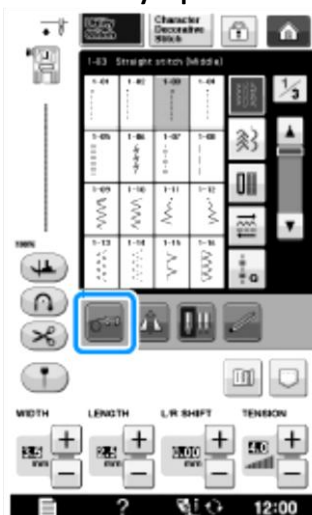 Utility
Stitch
Character
Decorative
Stitch
1-03 Straight stitch (Middle)
1-01 1-02 1-03 1-04
1/3
1-05 1-06 1-07 1-08
1-09 1-10 1-11 1-12
1-13 1-14 1-15 1-16
100%
WIDTH LENGTH L/R SHIFT TENSION
3.5 mm + − 2.5 mm + − 0.00 mm + − 4.0 + −
? 12:00